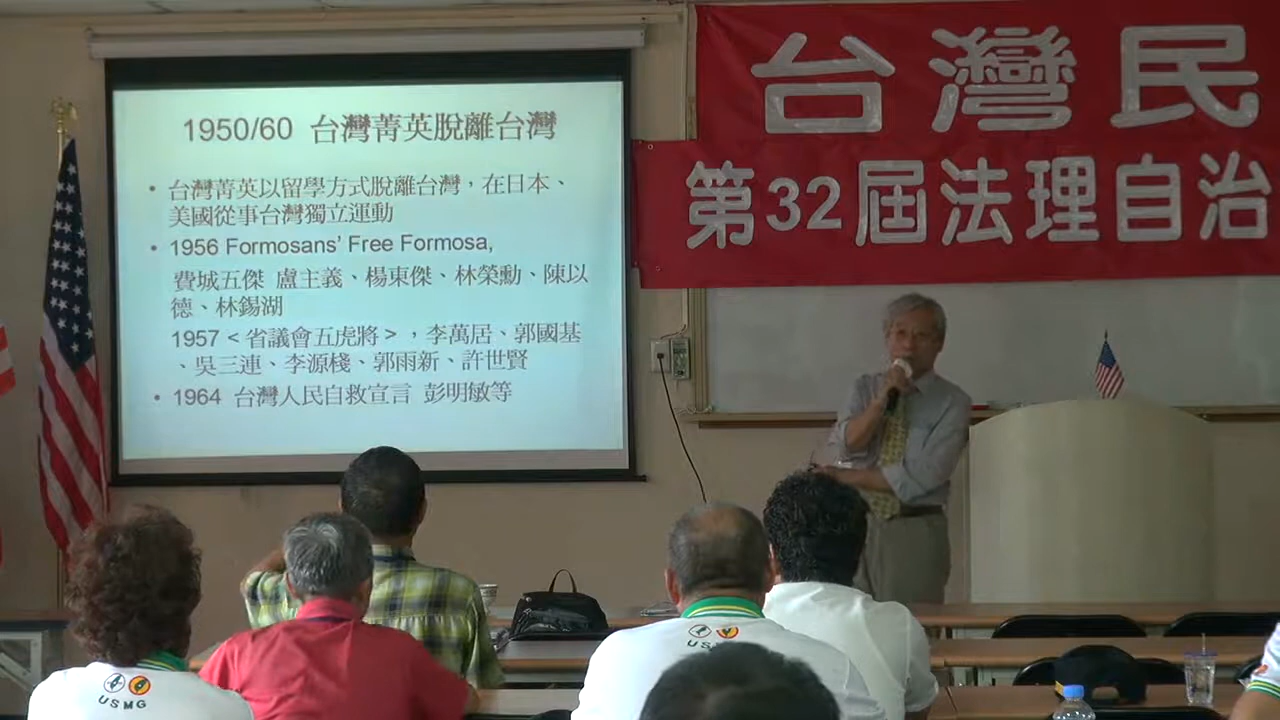 1950/60 台灣菁英脫離台灣
• 台灣菁英以留學方式脫離台灣，在日本、
美國從事台灣獨立運動
• 1956 Formosans' Free Formosa,
費城五傑 盧主義、楊東傑、林榮勳、陳以
德、林錫湖
1957 < 省議會五虎將 > ，李萬居、郭國基
、吳三連、李源棧、郭雨新、許世賢
• 1964 台灣人民自救宣言 彭明敏等
台灣民
第32屆法理自治
USMG
US